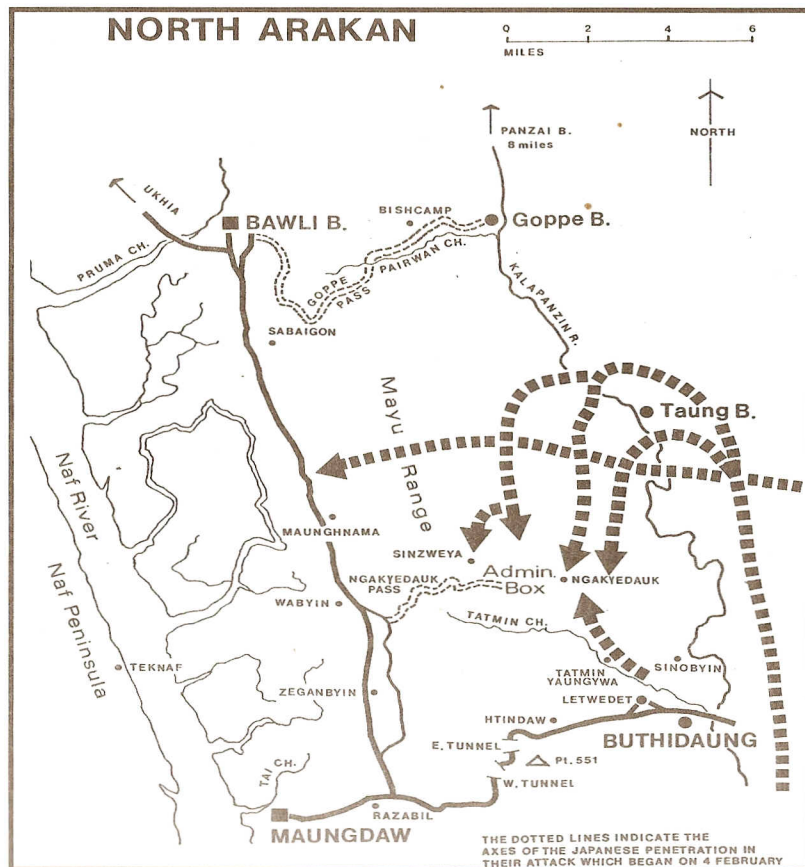 NORTH ARAKAN
0 2 4 6
MILES
PANZAI B.
8 miles
NORTH
UKHIA
BAWLI B.
BISHCAMP
Goppe B.
PRUMA CH.
GOPPE
PASS
PAIRWAN CH.
KALAPANZIN R.
SABAIGON
Mayu Range
Taung B.
Naf River
Naf Peninsula
MAUNGHNAMA
SINZWEYA
Admin.
Box
NGAKYEDAUK
NGAKYEDAUK
PASS
WABYIN
TATMIN CH.
TEKNAF
TATMIN
YAUNGYWA
SINOBYIN
ZEGANBYIN
LETWEDET
HTINDAW
BUTHIDAUNG
E. TUNNEL
Pt. 551
TAI CH.
W. TUNNEL
RAZABIL
MAUNGDAW
THE DOTTED LINES INDICATE THE
AXES OF THE JAPANESE PENETRATION IN
THEIR ATTACK WHICH BEGAN ON 4 FEBRUARY